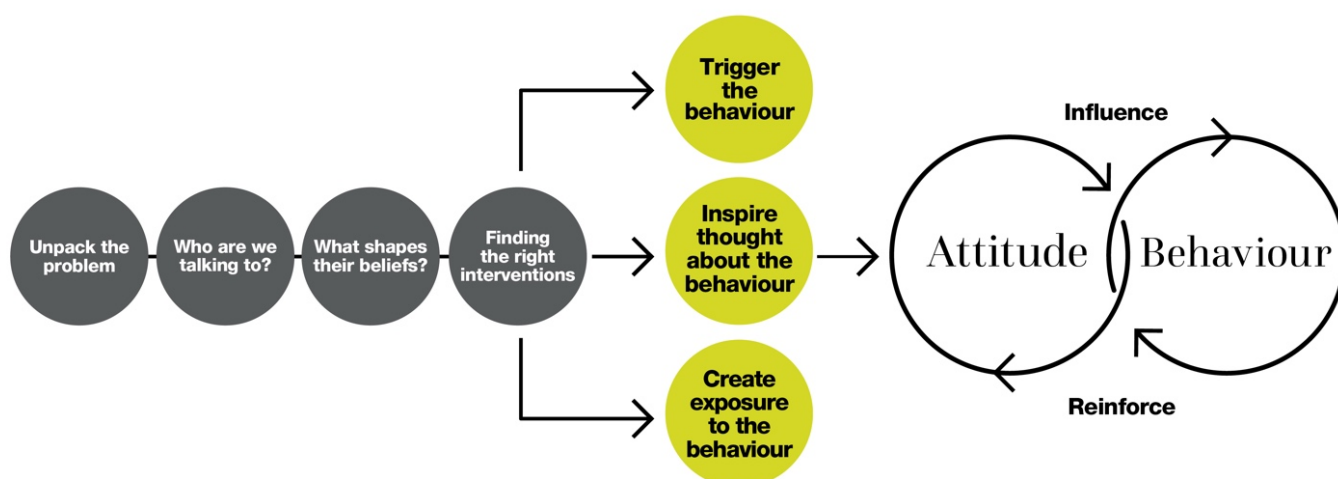 Unpack the
problem
Who are we
talking to?
What shapes
their beliefs?
Finding
the right
interventions
Trigger
the
behaviour
Inspire
thought
about the
behaviour
Create
exposure
to the
behaviour
Influence
Attitude
Behaviour
Reinforce